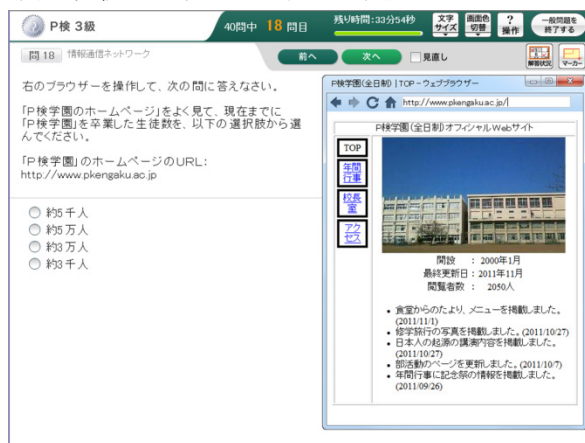 P検 3級
40問中 18 問目
残り時間:33分54秒
文字
サイズ
画面色
切替
?
操作
一般問題を
終了する
問 18 情報通信ネットワーク
前へ
次へ
見直し
解答状況
マーカー
右のブラウザーを操作して、次の問に答えなさい。
「P検学園のホームページ」をよく見て、現在までに
「P検学園」を卒業した生徒数を、以下の選択肢から選
んでください。
「P検学園」のホームページのURL:
http://www.pkengaku.ac.jp
約5千人
約5万人
約3万人
約3千人
P検学園(全日制) | TOP - ウェブブラウザー
http://www.pkengaku.ac.jp/
P検学園(全日制)オフィシャルWebサイト
TOP
年間
行事
校長
室
アク
セス
開設 : 2000年1月
最終更新日 : 2011年11月
閲覧者数 : 2050人
食堂からのたより、メニューを掲載しました。
(2011/11/1)
修学旅行の写真を掲載しました。(2011/10/27)
日本人の起源の講演内容を掲載しました。
(2011/10/27)
部活動のページを更新しました。(2011/10/7)
年間行事に記念祭の情報を掲載しました。
(2011/09/26)